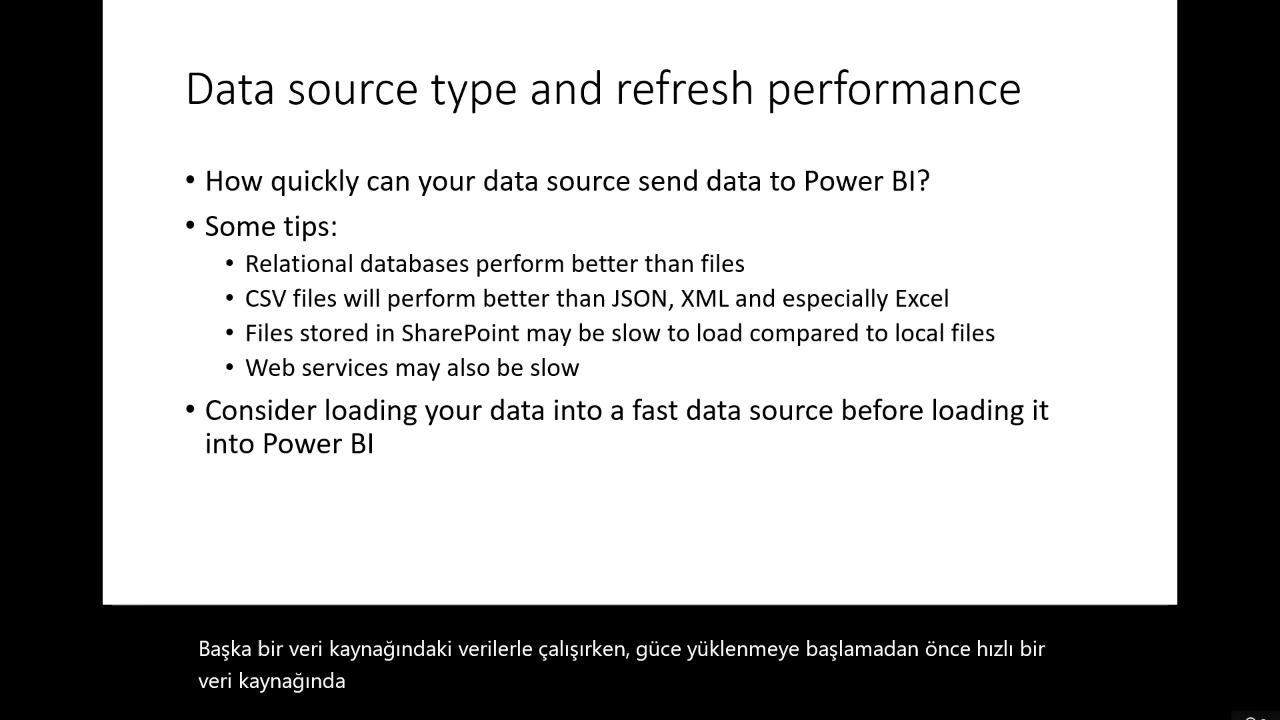 Data source type and refresh performance
• How quickly can your data source send data to Power BI?
• Some tips:
• Relational databases perform better than files
• CSV files will perform better than JSON, XML and especially Excel
• Files stored in SharePoint may be slow to load compared to local files
• Web services may also be slow
• Consider loading your data into a fast data source before loading it
into Power BI
Başka bir veri kaynağındaki verilerle çalışırken, güce yüklenmeye başlamadan önce hızlı bir
veri kaynağında